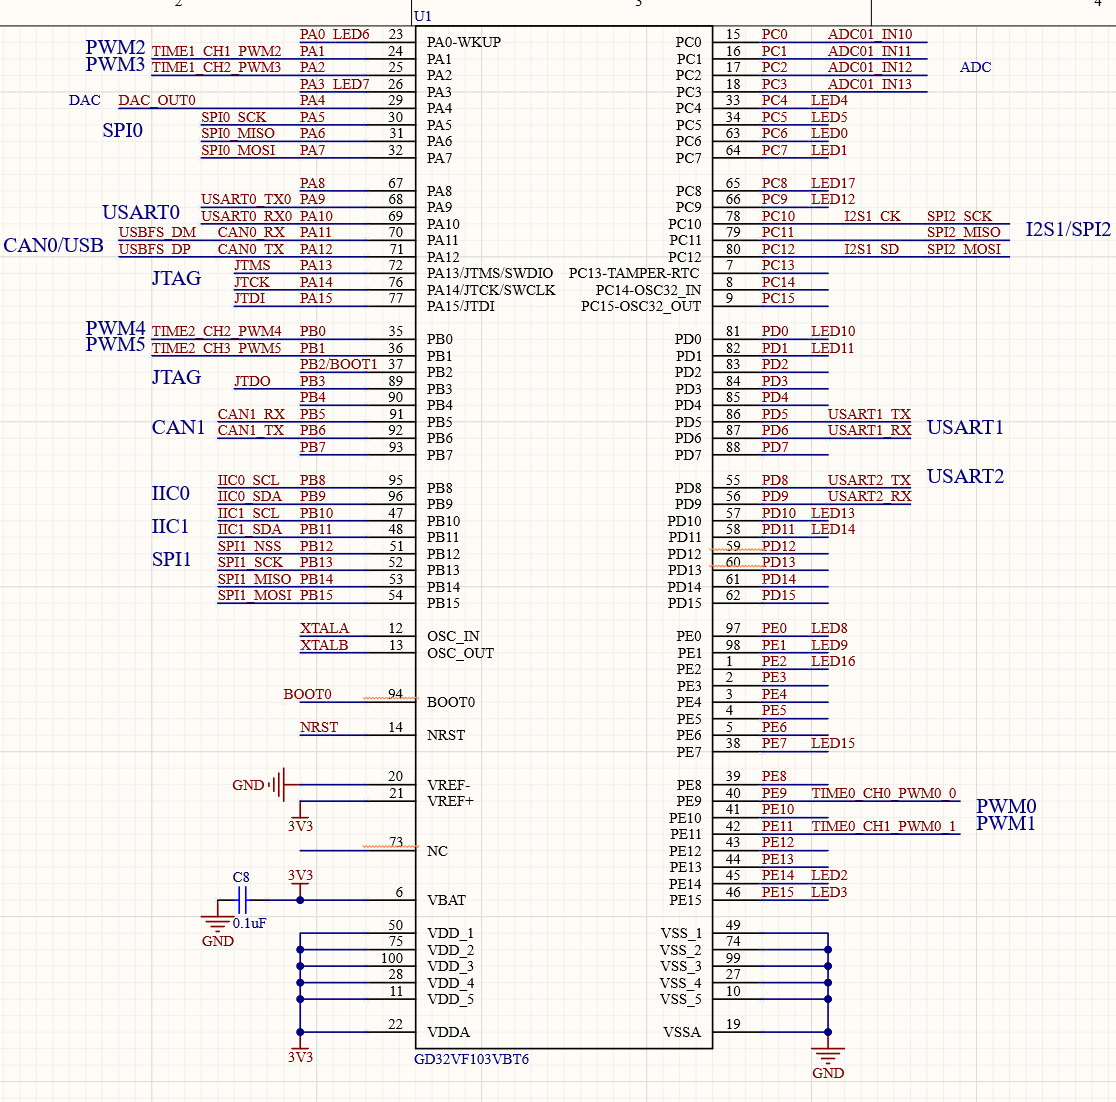 2 3 4
U1
PA0 LED6 23 PA0-WKUP PC0 15 PC0 ADC01_IN10
PWM2 TIME1_CH1_PWM2 PA1 24 PA1 PC1 16 PC1 ADC01_IN11
PWM3 TIME1_CH2_PWM3 PA2 25 PA2 PC2 17 PC2 ADC01_IN12 ADC
PA3 LED7 26 PA3 PC3 18 PC3 ADC01_IN13
DAC DAC_OUT0 PA4 29 PA4 PC4 33 PC4 LED4
SPI0 SPI0_SCK PA5 30 PA5 PC5 34 PC5 LED5
SPI0_MISO PA6 31 PA6 PC6 63 PC6 LED0
SPI0_MOSI PA7 32 PA7 PC7 64 PC7 LED1
PA8 67 PA8 PC8 65 PC8 LED17
USART0 USART0_TX0 PA9 68 PA9 PC9 66 PC9 LED12
USART0_RX0 PA10 69 PA10 PC10 78 PC10 I2S1_CK SPI2_SCK I2S1/SPI2
CAN0/USB USBFS_DM CAN0_RX PA11 70 PA11 PC11 79 PC11 SPI2_MISO
USBFS_DP CAN0_TX PA12 71 PA12 PC12 80 PC12 I2S1_SD SPI2_MOSI
JTAG JTMS PA13 72 PA13/JTMS/SWDIO PC13-TAMPER-RTC 7 PC13
JTCK PA14 76 PA14/JTCK/SWCLK PC14-OSC32_IN 8 PC14
JTDI PA15 77 PA15/JTDI PC15-OSC32_OUT 9 PC15
PWM4 TIME2_CH2_PWM4 PB0 35 PB0 PD0 81 PD0 LED10
PWM5 TIME2_CH3_PWM5 PB1 36 PB1 PD1 82 PD1 LED11
PB2/BOOT1 37 PB2 PD2 83 PD2
JTAG JTDO PB3 89 PB3 PD3 84 PD3
PB4 90 PB4 PD4 85 PD4
CAN1 CAN1_RX PB5 91 PB5 PD5 86 PD5 USART1_TX USART1
CAN1_TX PB6 92 PB6 PD6 87 PD6 USART1_RX
PB7 93 PB7 PD7 88 PD7
IIC0 IIC0_SCL PB8 95 PB8 PD8 55 PD8 USART2_TX USART2
IIC0_SDA PB9 96 PB9 PD9 56 PD9 USART2_RX
IIC1 IIC1_SCL PB10 47 PB10 PD10 57 PD10 LED13
IIC1_SDA PB11 48 PB11 PD11 58 PD11 LED14
SPI1 SPI1_NSS PB12 51 PB12 PD12 59 PD12
SPI1_SCK PB13 52 PB13 PD13 60 PD13
SPI1_MISO PB14 53 PB14 PD14 61 PD14
SPI1_MOSI PB15 54 PB15 PD15 62 PD15
XTALA 12 OSC_IN PE0 97 PE0 LED8
XTALB 13 OSC_OUT PE1 98 PE1 LED9
PE2 1 PE2 LED16
PE3 2 PE3
BOOT0 94 BOOT0 PE4 3 PE4
PE5 4 PE5
NRST 14 NRST PE6 5 PE6
PE7 38 PE7 LED15
GND 20 VREF- PE8 39 PE8
21 VREF+ PE9 40 PE9 TIME0_CH0_PWM0_0 PWM0
3V3 PE10 41 PE10
PE11 42 PE11 TIME0_CH1_PWM0_1 PWM1
73 NC PE12 43 PE12
PE13 44 PE13
C8 3V3 PE14 45 PE14 LED2
6 VBAT PE15 46 PE15 LED3
0.1uF
GND
50 VDD_1 VSS_1 49
75 VDD_2 VSS_2 74
100 VDD_3 VSS_3 99
28 VDD_4 VSS_4 27
11 VDD_5 VSS_5 10
22 VDDA VSSA 19
3V3 GD32VF103VBT6 GND